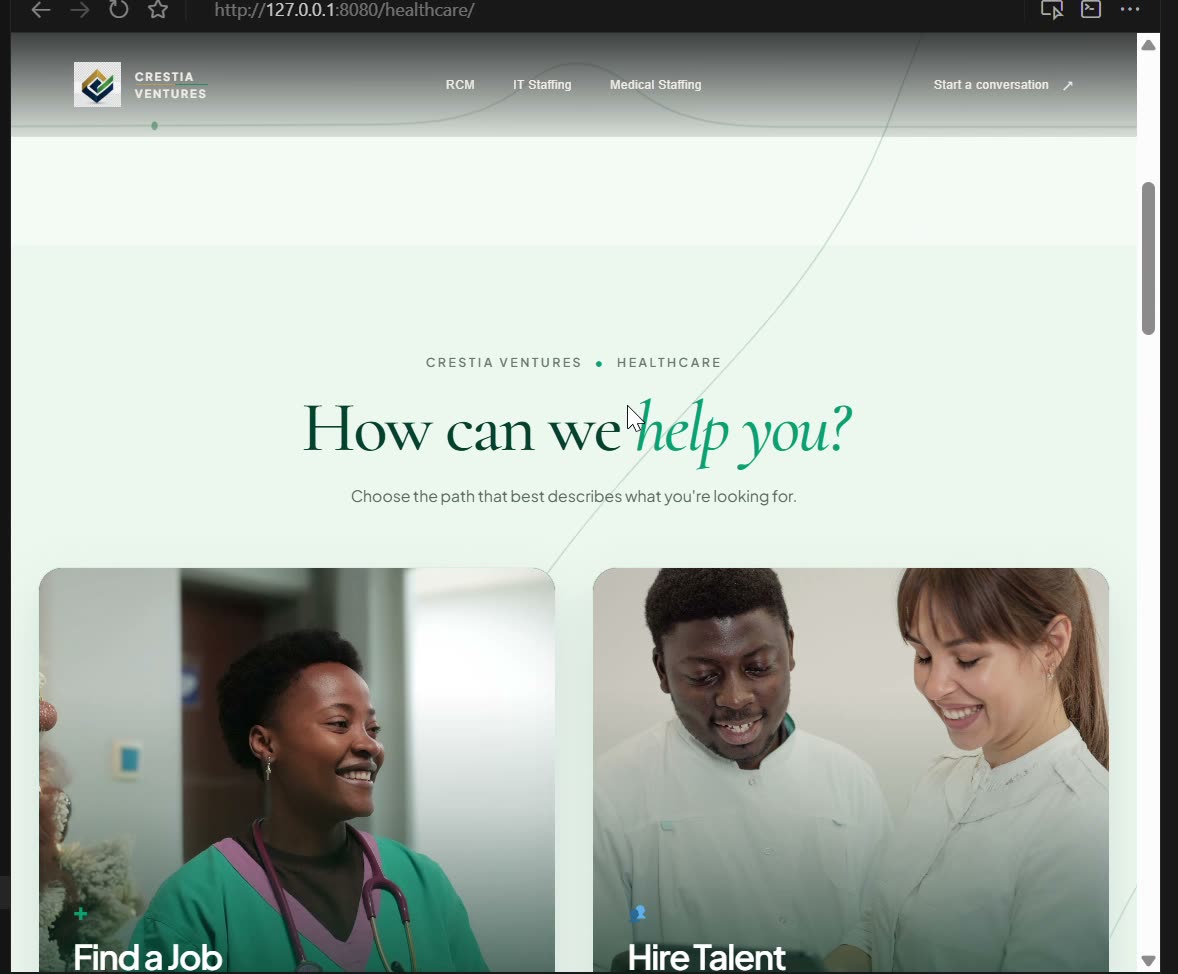 http://127.0.0.1:8080/healthcare/
CRESTIA
VENTURES
RCM
IT Staffing
Medical Staffing
Start a conversation ↗
CRESTIA VENTURES • HEALTHCARE
How can we help you?
Choose the path that best describes what you're looking for.
Find a Job
Hire Talent